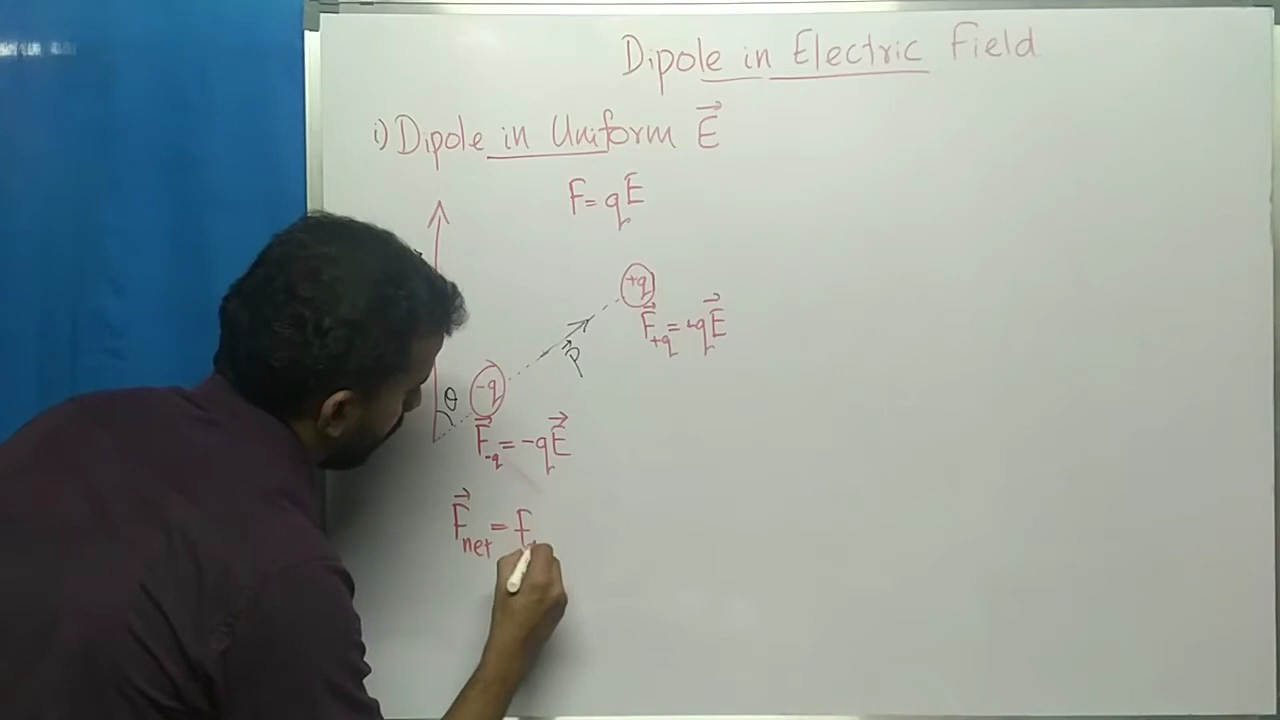 Dipole in Electric field
i) Dipole in Uniform E⃗
F = qE
+q
F⃗+q = +qE⃗
P⃗
-q
θ
F⃗-q = -qE⃗
F⃗net = F